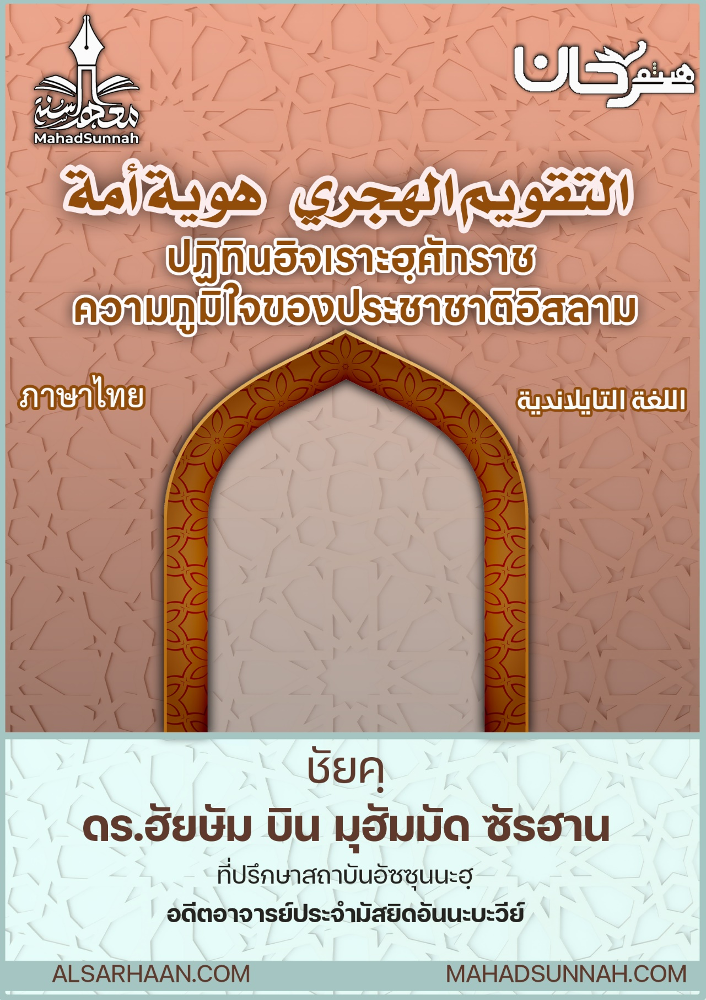 معهد السنة
MahadSunnah
هيثم سرحان
التقويم الهجري هوية أمة
ปฏิทินฮิจเราะฮฺศักราช
ความภูมิใจของประชาชาติอิสลาม
ภาษาไทย
اللغة التايلاندية
ชัยคฺ
ดร.ฮัยษัม บิน มุฮัมมัด ซัรฮาน
ที่ปรึกษาสถาบันอัซซุนนะฮฺ
อดีตอาจารย์ประจำมัสยิดอันนะบะวีย์
ALSARHAAN.COM
MAHADSUNNAH.COM